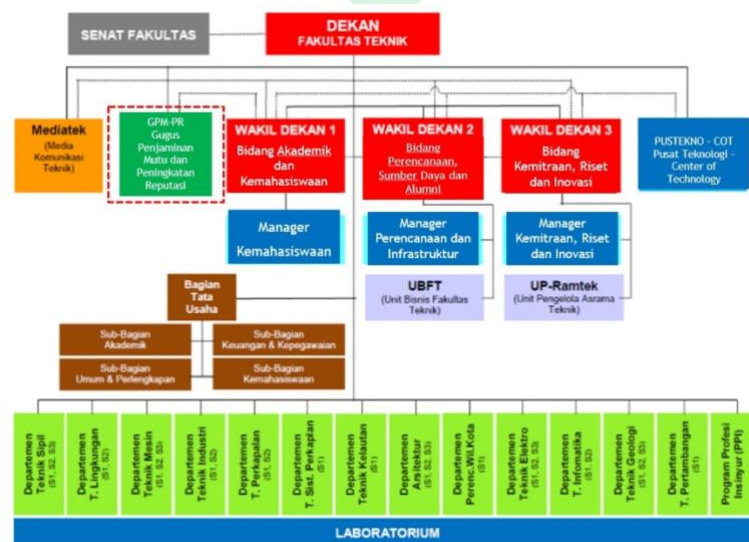 SENAT FAKULTAS
DEKAN
FAKULTAS TEKNIK
Mediatek
(Media
Komunikasi
Teknik)
GPM-PR
Gugus
Penjaminan
Mutu dan
Peningkatan
Reputasi
WAKIL DEKAN 1
Bidang Akademik
dan
Kemahasiswaan
WAKIL DEKAN 2
Bidang
Perencanaan,
Sumber Daya dan
Alumni
WAKIL DEKAN 3
Bidang
Kemitraan, Riset
dan Inovasi
PUSTEKNO - COT
Pusat Teknologi -
Center of
Technology
Manager
Kemahasiswaan
Manager
Perencanaan dan
Infrastruktur
Manager
Kemitraan, Riset
dan Inovasi
UBFT
(Unit Bisnis Fakultas
Teknik)
UP-Ramtek
(Unit Pengelola Asrama
Teknik)
Bagian
Tata
Usaha
Sub-Bagian
Akademik
Sub-Bagian
Keuangan & Kepegawaian
Sub-Bagian
Umum & Perlengkapan
Sub-Bagian
Kemahasiswaan
Departemen
Teknik Sipil
(S1, S2, S3)
Departemen
T. Lingkungan
(S1, S2)
Departemen
Teknik Mesin
(S1, S2, S3)
Departemen
Teknik Industri
(S1, S2)
Departemen
T. Perkapalan
(S1, S2)
Departemen
T. Sist. Perkaplan
(S1)
Departemen
Teknik Kelautan
(S1)
Departemen
Arsitektur
(S1, S2, S3)
Departemen
Perenc.Wil.Kota
(S1)
Departemen
Teknik Elektro
(S1, S2, S3)
Departemen
T. Infomatika
(S1, S2)
Departemen
Teknik Geologi
(S1, S2, S3)
Departemen
T. Pertambangan
(S1)
Program Profesi
Insinyur (PPI)
LABORATORIUM